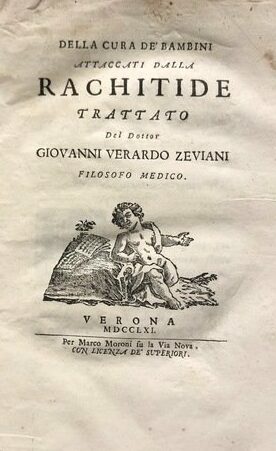 DELLA CURA DE' BAMBINI
ATTACCATI DALLA
RACHITIDE
TRATTATO
Del Dottor
GIOVANNI VERARDO ZEVIANI
FILOSOFO MEDICO.
VERONA
MDCCLXI.
Per Marco Moroni su la Via Nova.
CON LICENZA DE' SUPERIORI.